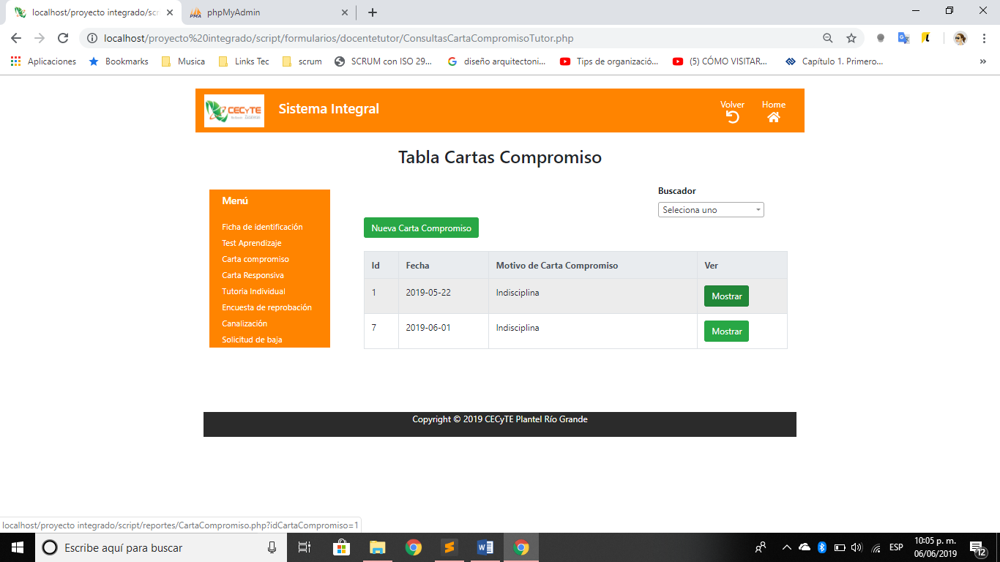 localhost/proyecto integrado/scr
phpMyAdmin
localhost/proyecto%20integrado/script/formularios/docentetutor/ConsultasCartaCompromisoTutor.php
Aplicaciones
Bookmarks
Musica
Links Tec
scrum
SCRUM con ISO 29...
diseño arquitectoni...
Tips de organizació...
(5) CÓMO VISITAR...
Capítulo 1. Primero...
»
CECyTE
Sistema Integral
Volver
Home
Tabla Cartas Compromiso
Menú
Ficha de identificación
Test Aprendizaje
Carta compromiso
Carta Responsiva
Tutoria Individual
Encuesta de reprobación
Canalización
Solicitud de baja
Buscador
Seleciona uno
Nueva Carta Compromiso
Id Fecha Motivo de Carta Compromiso Ver
1 2019-05-22 Indisciplina Mostrar
7 2019-06-01 Indisciplina Mostrar
Copyright © 2019 CECyTE Plantel Río Grande
localhost/proyecto integrado/script/reportes/CartaCompromiso.php?idCartaCompromiso=1
Escribe aquí para buscar
ESP
10:05 p. m.
06/06/2019
12